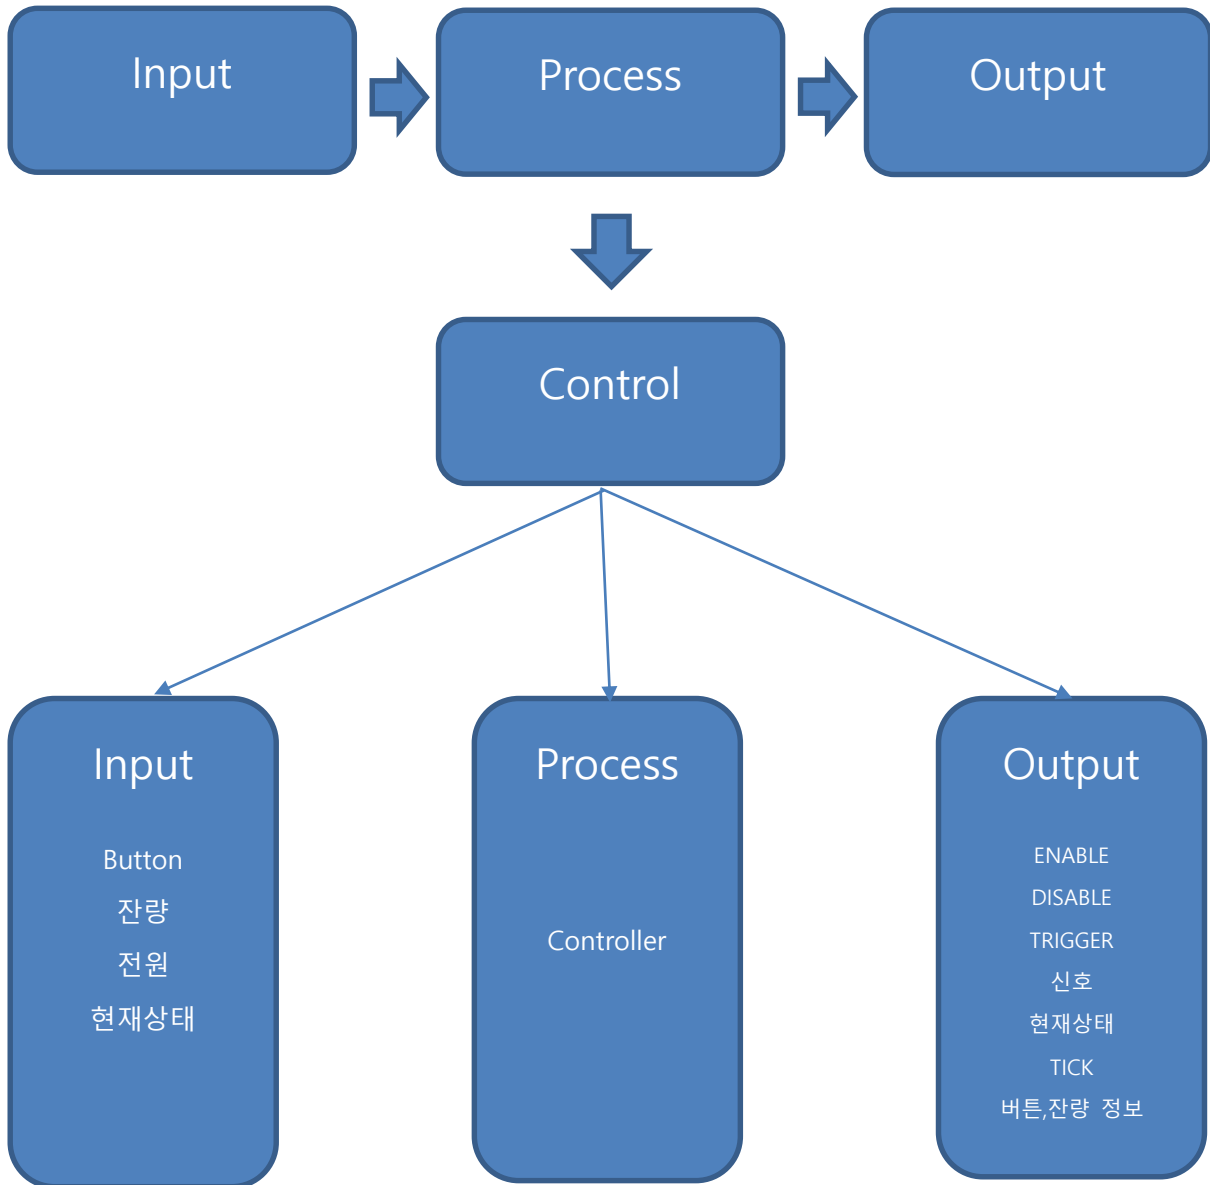 Input
Process
Output
Control
Input
Button
잔량
전원
현재상태
Process
Controller
Output
ENABLE
DISABLE
TRIGGER
신호
현재상태
TICK
버튼,잔량 정보